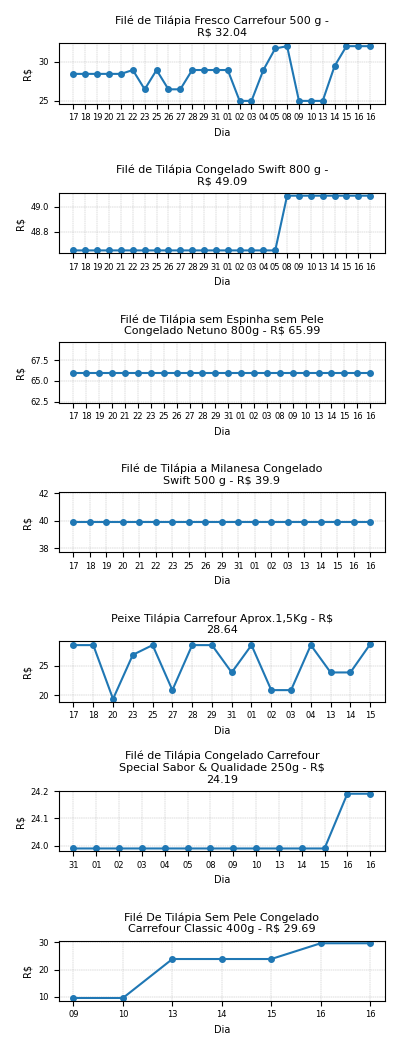 Filé de Tilápia Fresco Carrefour 500 g -
R$ 32.04
30
25
R$
17 18 19 20 21 22 23 25 26 27 28 29 31 01 02 03 04 05 08 09 10 13 14 15 16 16
Dia
Filé de Tilápia Congelado Swift 800 g -
R$ 49.09
49.0
48.8
R$
17 18 19 20 21 22 23 25 26 27 28 29 31 01 02 03 04 05 08 09 10 13 14 15 16 16
Dia
Filé de Tilápia sem Espinha sem Pele
Congelado Netuno 800g - R$ 65.99
67.5
65.0
62.5
R$
17 18 19 20 21 22 23 25 26 27 28 29 31 01 02 03 08 09 10 13 14 15 16 16
Dia
Filé de Tilápia a Milanesa Congelado
Swift 500 g - R$ 39.9
42
40
38
R$
17 18 19 20 21 22 23 25 26 29 31 01 02 03 13 14 16 16
Dia
Peixe Tilápia Carrefour Aprox.1,5Kg - R$
28.64
25
20
R$
17 18 20 23 25 27 28 29 31 01 02 03 04 13 14 15
Dia
Filé de Tilápia Congelado Carrefour
Special Sabor & Qualidade 250g - R$
24.19
24.2
24.1
24.0
R$
31 01 02 03 04 05 08 09 10 13 14 15 16 16
Dia
Filé De Tilápia Sem Pele Congelado
Carrefour Classic 400g - R$ 29.69
30
20
10
R$
09 10 13 14 15 16 16
Dia